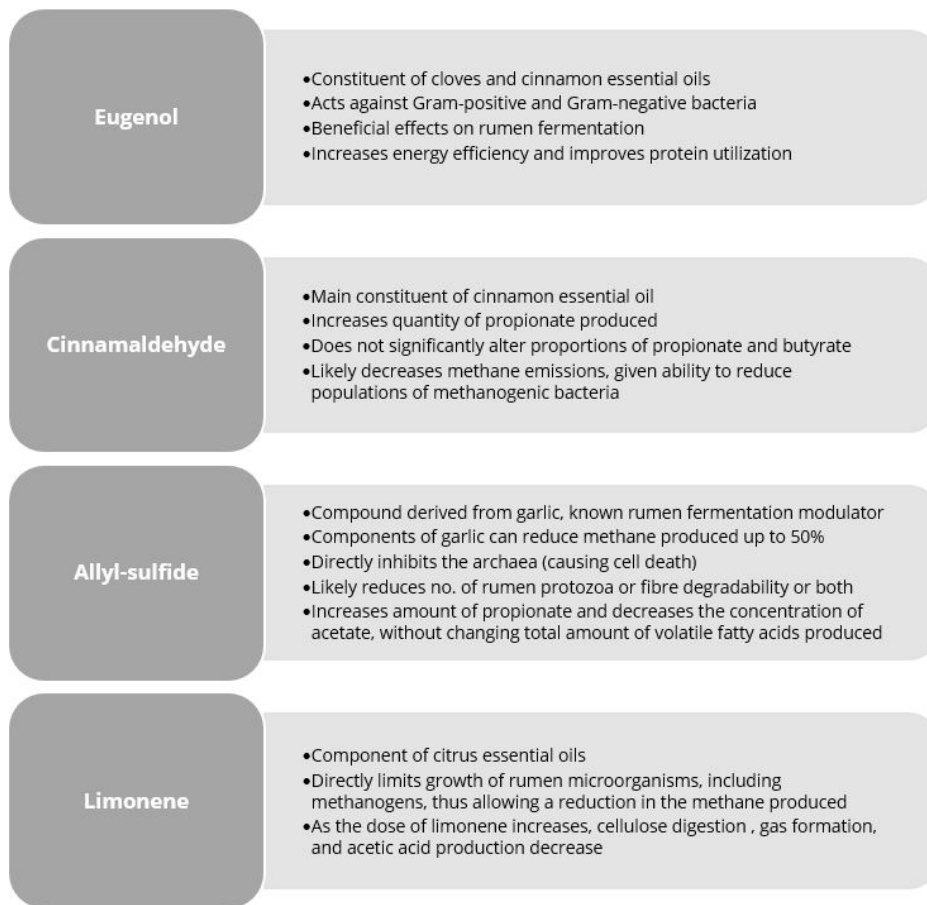 Eugenol
•Constituent of cloves and cinnamon essential oils
•Acts against Gram-positive and Gram-negative bacteria
•Beneficial effects on rumen fermentation
•Increases energy efficiency and improves protein utilization
Cinnamaldehyde
•Main constituent of cinnamon essential oil
•Increases quantity of propionate produced
•Does not significantly alter proportions of propionate and butyrate
•Likely decreases methane emissions, given ability to reduce
populations of methanogenic bacteria
Allyl-sulfide
•Compound derived from garlic, known rumen fermentation modulator
•Components of garlic can reduce methane produced up to 50%
•Directly inhibits the archaea (causing cell death)
•Likely reduces no. of rumen protozoa or fibre degradability or both
•Increases amount of propionate and decreases the concentration of
acetate, without changing total amount of volatile fatty acids produced
Limonene
•Component of citrus essential oils
•Directly limits growth of rumen microorganisms, including
methanogens, thus allowing a reduction in the methane produced
•As the dose of limonene increases, cellulose digestion , gas formation,
and acetic acid production decrease